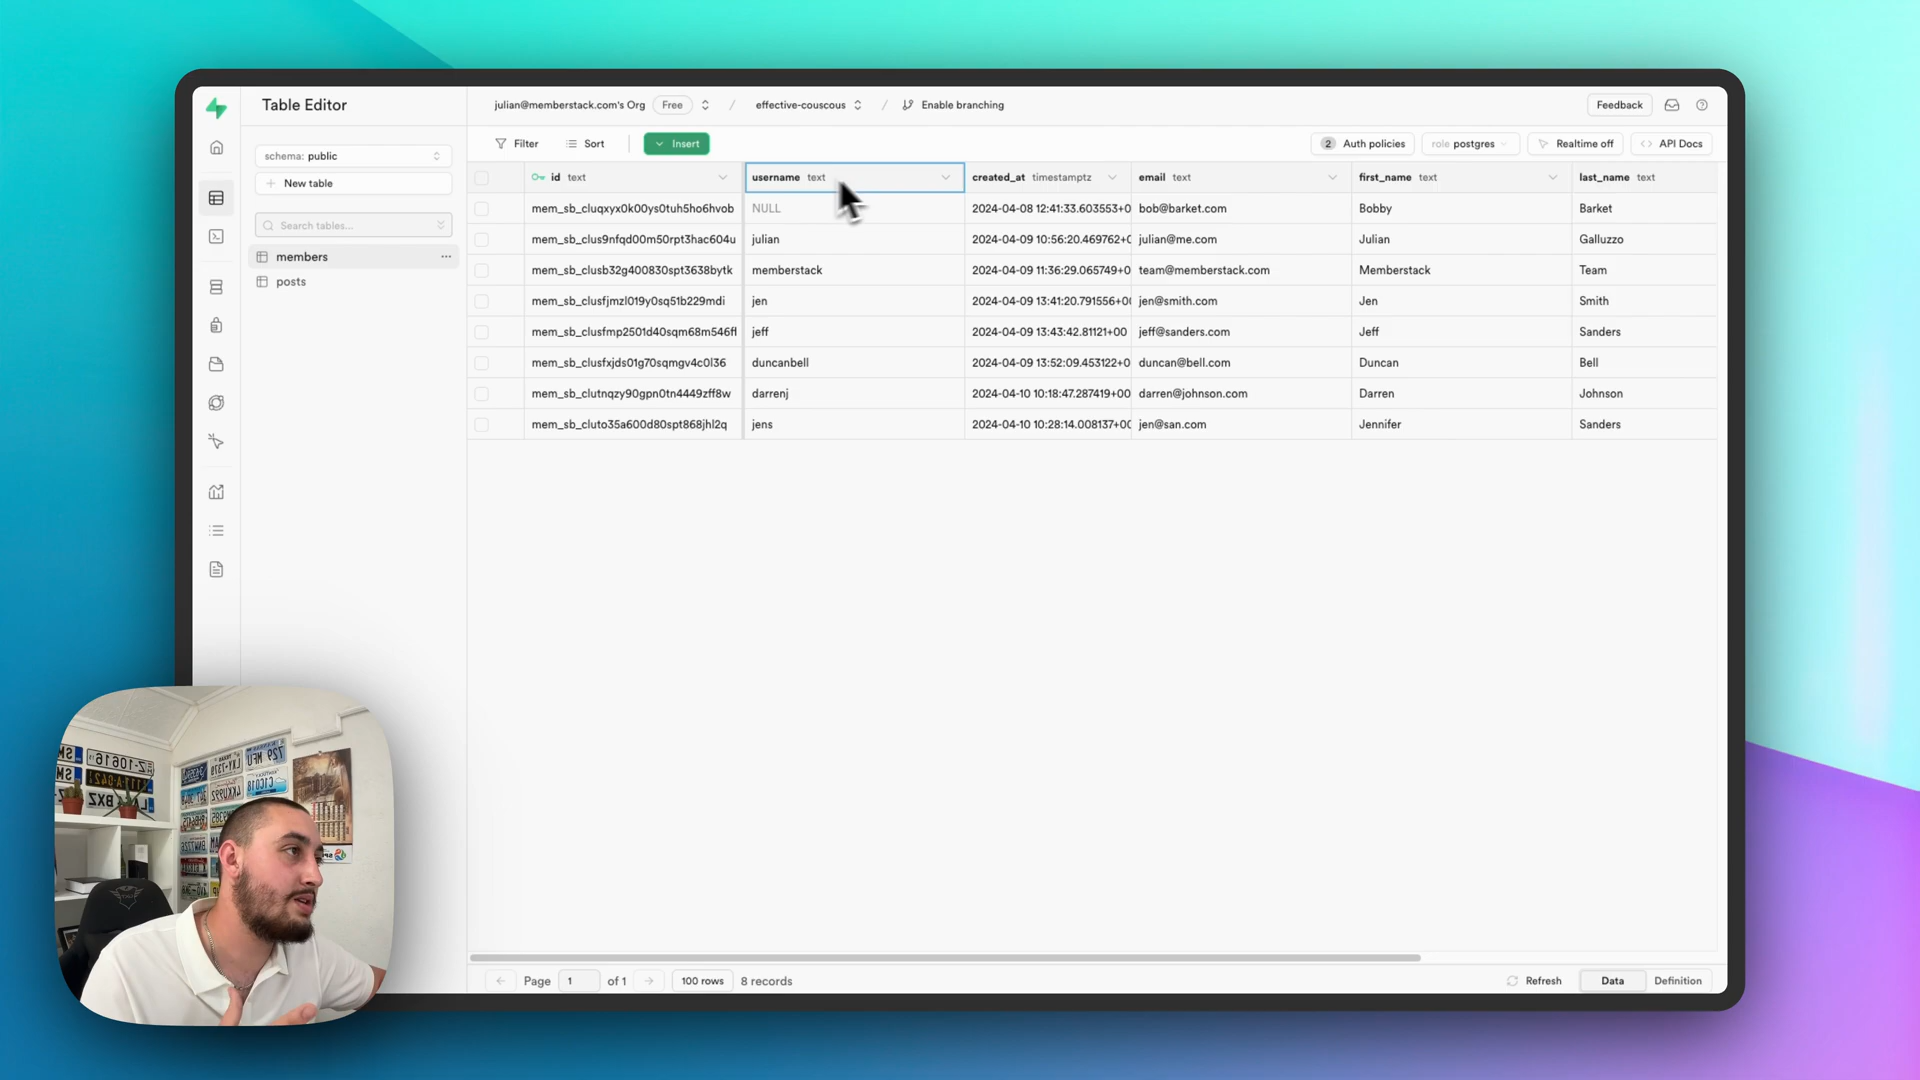 Table Editor
julian@memberstack.com's Org Free / effective-couscous / Enable branching
Feedback
schema: public
New table
Search tables...
members
posts
Filter Sort Insert
2 Auth policies role postgres Realtime off API Docs
id text username text created_at timestamptz email text first_name text last_name text
mem_sb_cluqxyx0k00ys0tuh5ho6hvob NULL 2024-04-08 12:41:33.603553+0 bob@barket.com Bobby Barket
mem_sb_clus9nfqd00m50rpt3hac604u julian 2024-04-09 10:56:20.469762+0 julian@me.com Julian Galluzzo
mem_sb_clusb32g400830spt3638bytk memberstack 2024-04-09 11:36:29.065749+0 team@memberstack.com Memberstack Team
mem_sb_clusfjmzl019y0sq51b229mdi jen 2024-04-09 13:41:20.791556+00 jen@smith.com Jen Smith
mem_sb_clusfmp2501d40sqm68m546fl jeff 2024-04-09 13:43:42.81121+00 jeff@sanders.com Jeff Sanders
mem_sb_clusfxjds01g70sqmgv4c0l36 duncanbell 2024-04-09 13:52:09.453122+0 duncan@bell.com Duncan Bell
mem_sb_clutnqzy90gpn0tn4449zff8w darrenj 2024-04-10 10:18:47.287419+00 darren@johnson.com Darren Johnson
mem_sb_cluto35a600d80spt868jhl2q jens 2024-04-10 10:28:14.008137+00 jen@san.com Jennifer Sanders
Page 1 of 1 100 rows 8 records
Refresh Data Definition